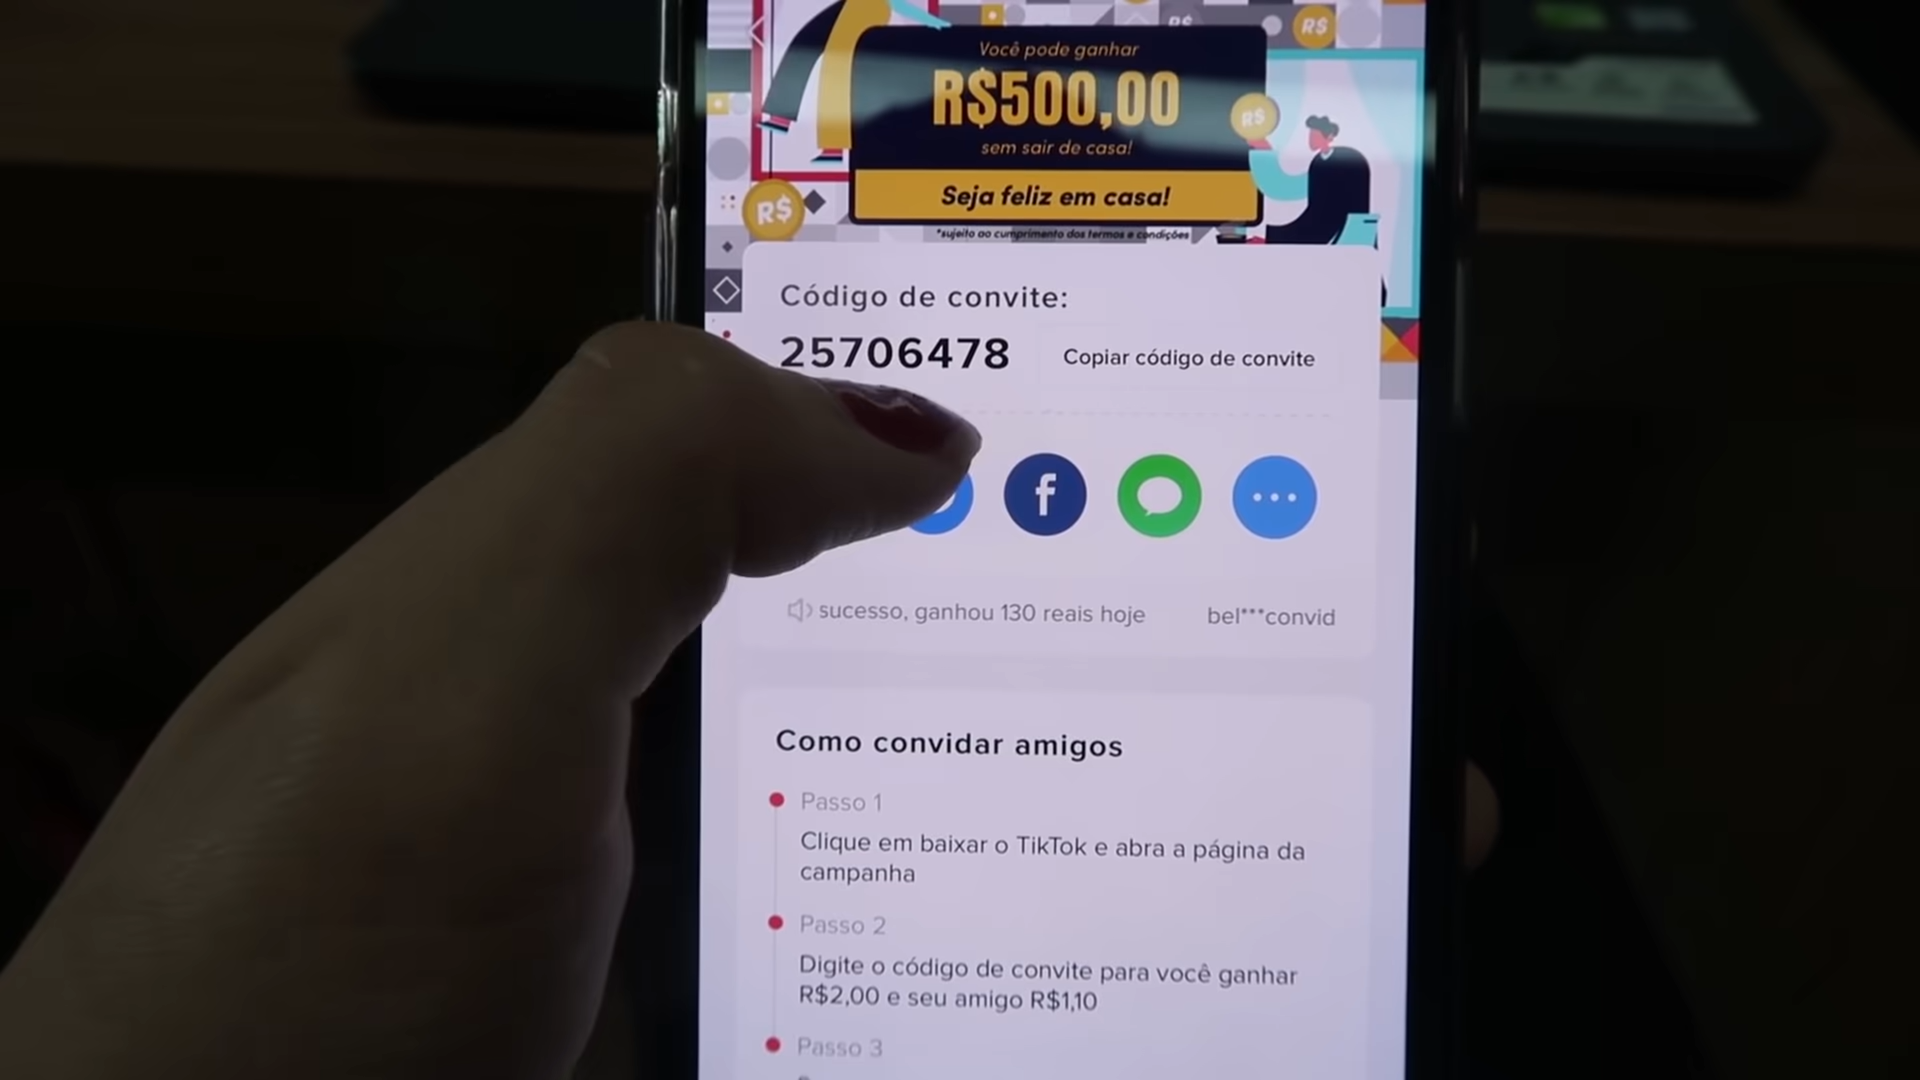 R$
R$
Você pode ganhar
R$500,00
R$
sem sair de casa!
Seja feliz em casa!
R$
*sujeito ao cumprimento dos termos e condições
Código de convite:
25706478
Copiar código de convite
f
sucesso, ganhou 130 reais hoje
bel***convid
Como convidar amigos
Passo 1
Clique em baixar o TikTok e abra a página da
campanha
Passo 2
Digite o código de convite para você ganhar
R$2,00 e seu amigo R$1,10
Passo 3